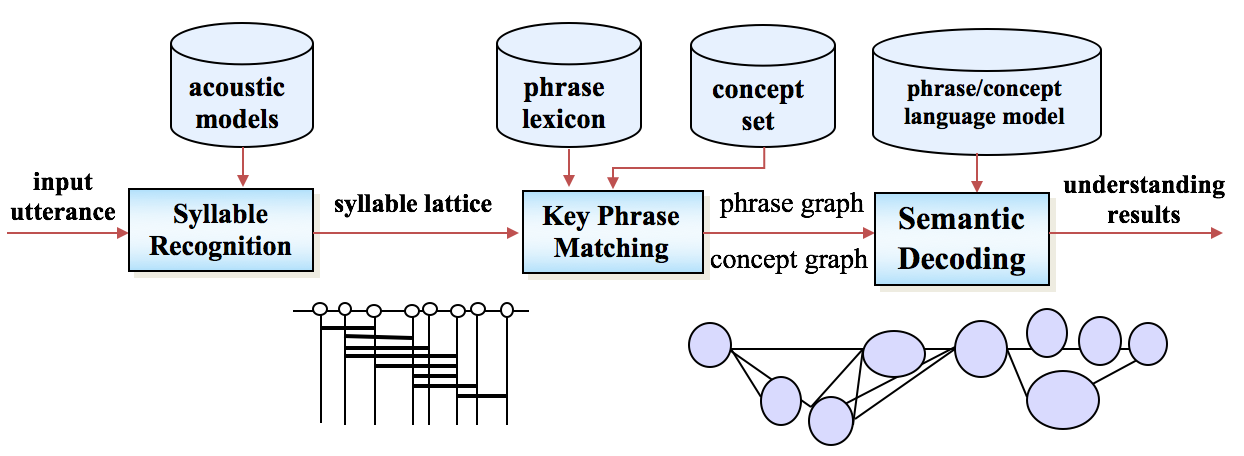 acoustic
models
phrase
lexicon
concept
set
phrase/concept
language model
input
utterance
Syllable
Recognition
syllable lattice
Key Phrase
Matching
phrase graph
concept graph
Semantic
Decoding
understanding
results